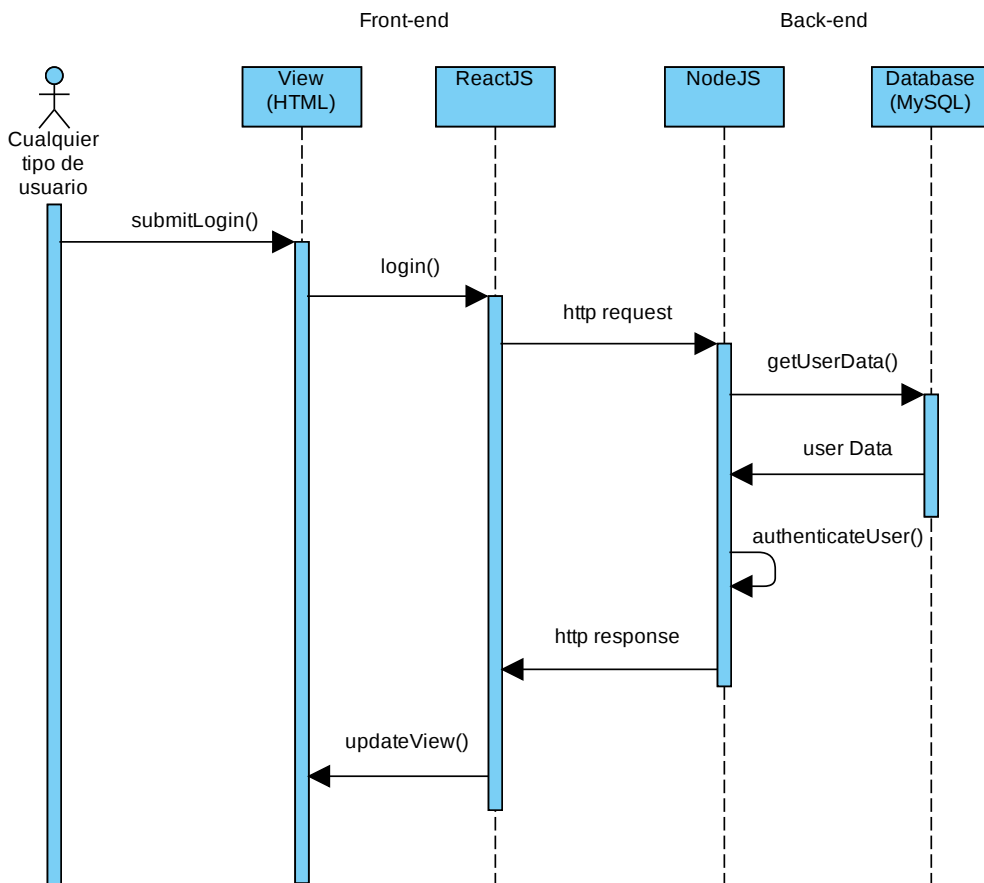 Front-end
Back-end
View
(HTML)
ReactJS
NodeJS
Database
(MySQL)
Cualquier
tipo de
usuario
submitLogin()
login()
http request
getUserData()
user Data
authenticateUser()
http response
updateView()